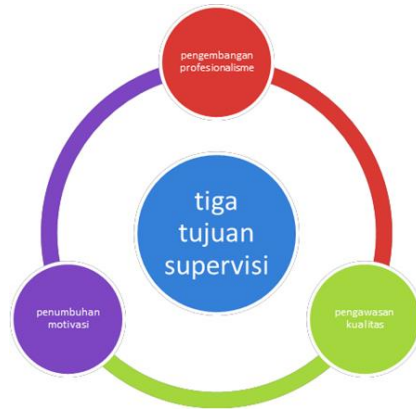 pengembangan
profesionalisme
tiga
tujuan
supervisi
penumbuhan
motivasi
pengawasan
kualitas